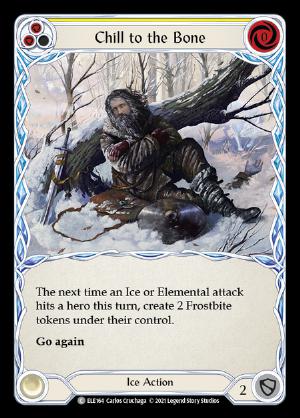 Chill to the Bone
0
The next time an Ice or Elemental attack
hits a hero this turn, create 2 Frostbite
tokens under their control.
Go again
Ice Action
2
C ELE164 Carlos Cruchaga © 2021 Legend Story Studios